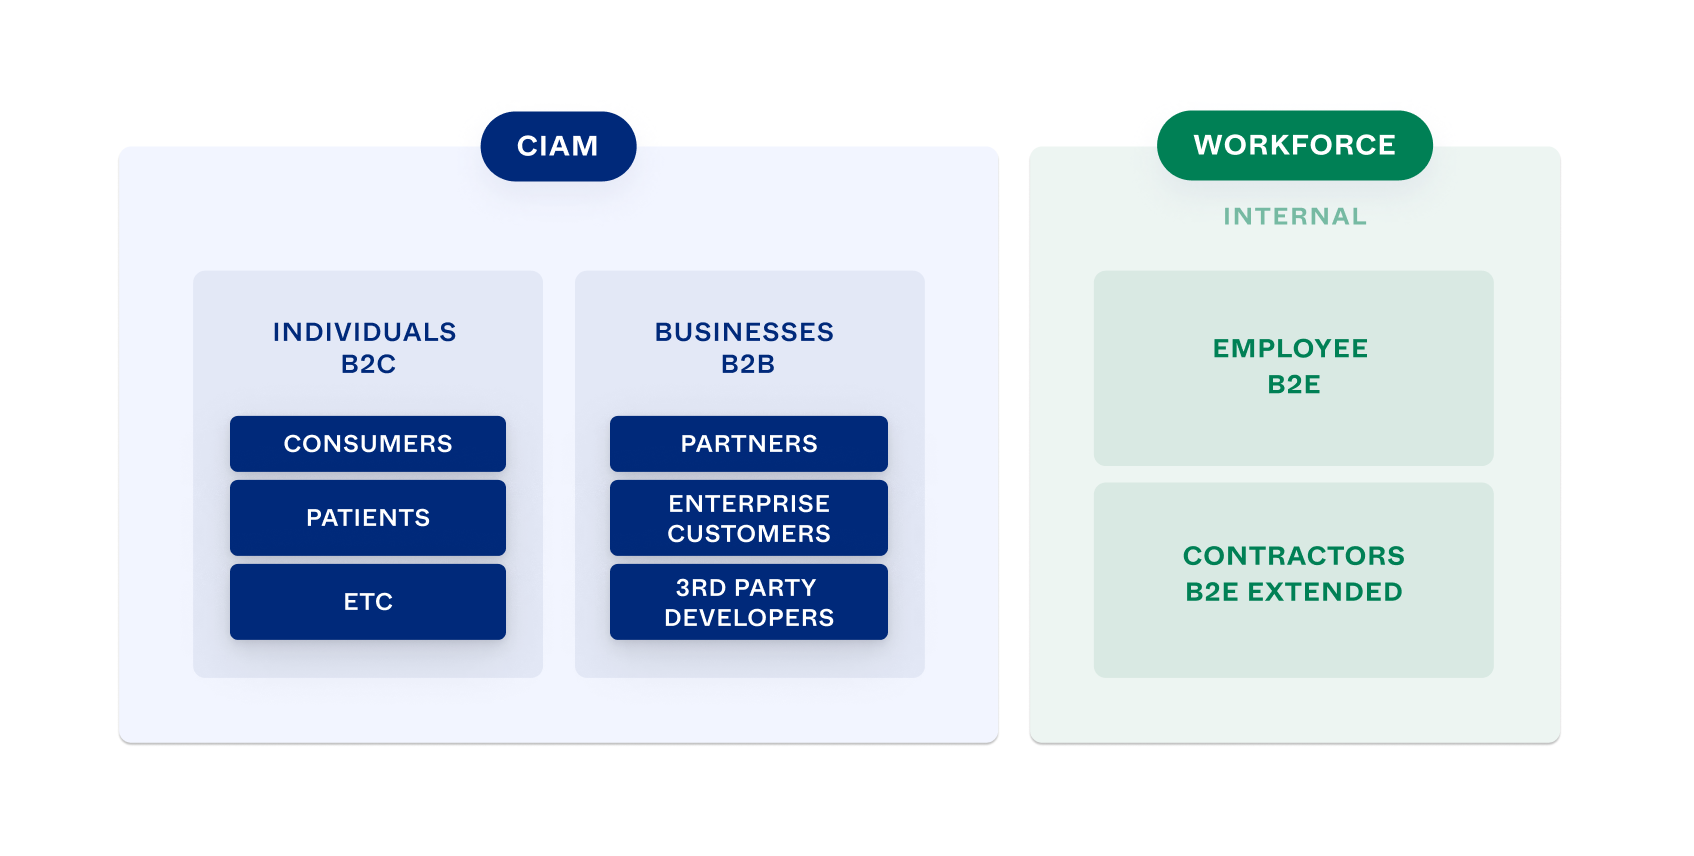 CIAM
INDIVIDUALS
B2C
CONSUMERS
PATIENTS
ETC
BUSINESSES
B2B
PARTNERS
ENTERPRISE
CUSTOMERS
3RD PARTY
DEVELOPERS
WORKFORCE
INTERNAL
EMPLOYEE
B2E
CONTRACTORS
B2E EXTENDED